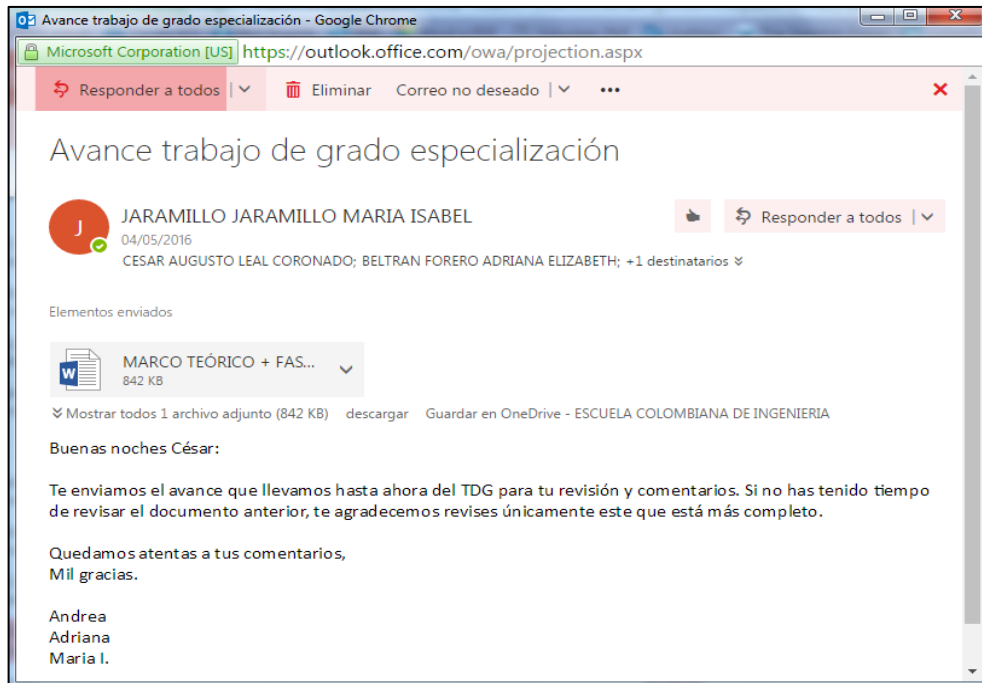 Avance trabajo de grado especialización - Google Chrome
Microsoft Corporation [US] https://outlook.office.com/owa/projection.aspx
Responder a todos Eliminar Correo no deseado
Avance trabajo de grado especialización
J
JARAMILLO JARAMILLO MARIA ISABEL
Responder a todos
04/05/2016
CESAR AUGUSTO LEAL CORONADO; BELTRAN FORERO ADRIANA ELIZABETH; +1 destinatarios
Elementos enviados
MARCO TEÓRICO + FAS...
842 KB
Mostrar todos 1 archivo adjunto (842 KB) descargar Guardar en OneDrive - ESCUELA COLOMBIANA DE INGENIERIA
Buenas noches César:
Te enviamos el avance que llevamos hasta ahora del TDG para tu revisión y comentarios. Si no has tenido tiempo
de revisar el documento anterior, te agradecemos revises únicamente este que está más completo.
Quedamos atentas a tus comentarios,
Mil gracias.
Andrea
Adriana
Maria I.